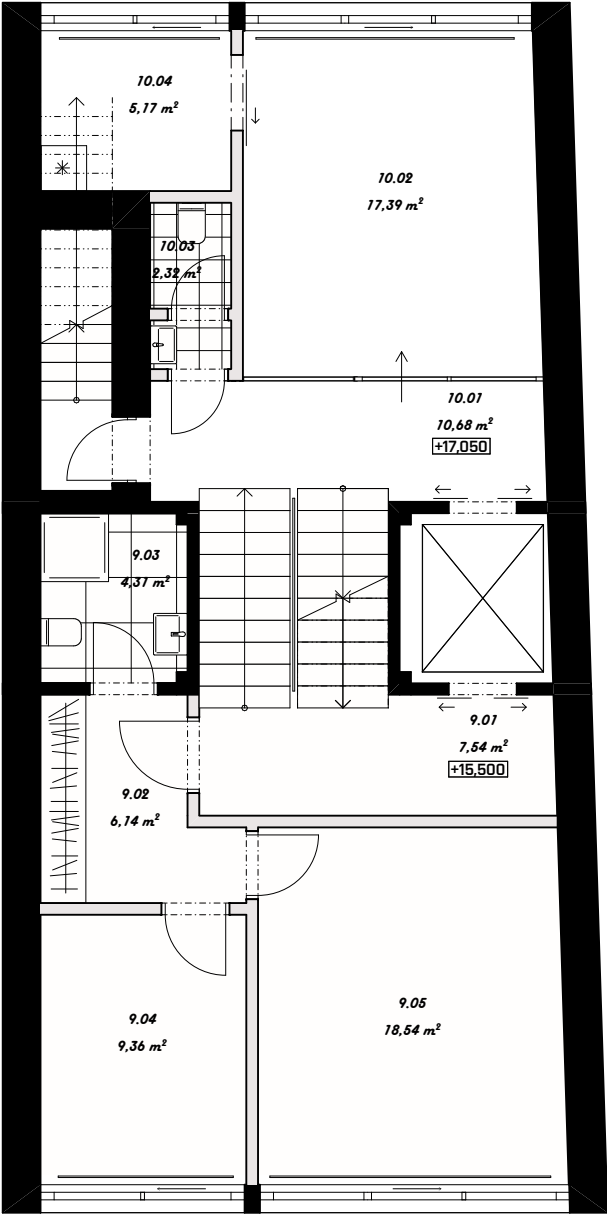 10.04
5,17 m²
10.02
17,39 m²
10.03
2,32 m²
10.01
10,68 m²
+17,050
9.03
4,31 m²
9.01
7,54 m²
+15,500
9.02
6,14 m²
9.04
9,36 m²
9.05
18,54 m²